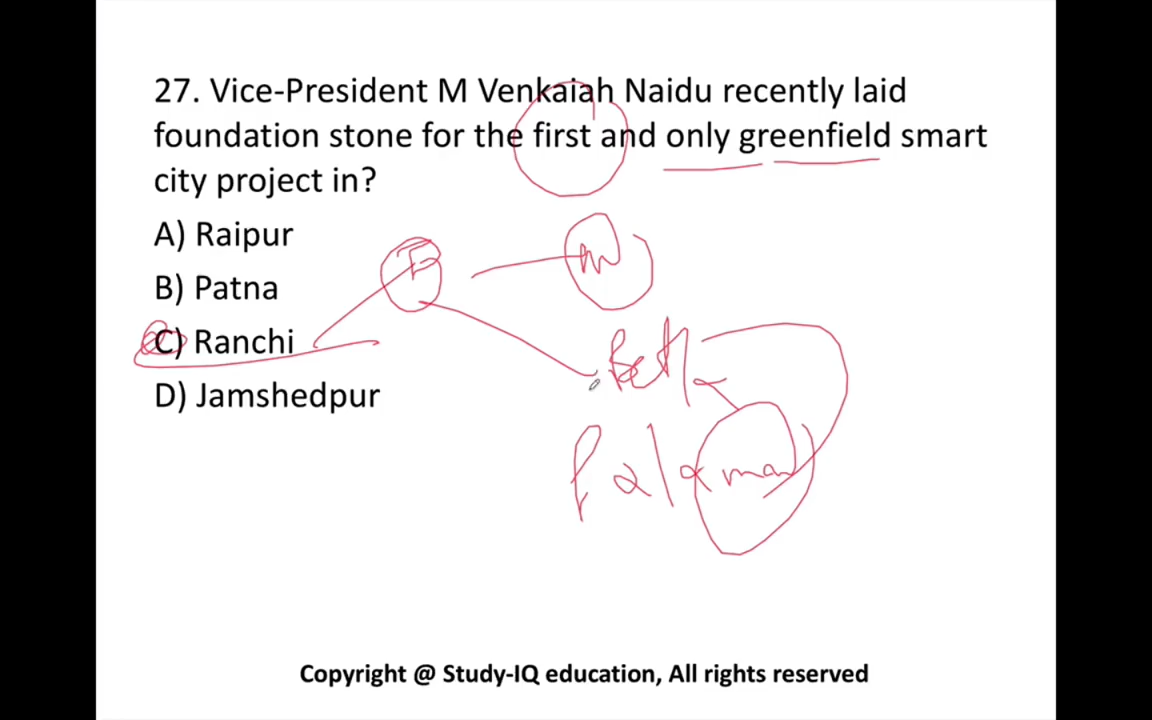 27. Vice-President M Venkaiah Naidu recently laid
foundation stone for the first and only greenfield smart
city project in?
A) Raipur
B) Patna
C) Ranchi
D) Jamshedpur
Betla
Copyright @ Study-IQ education, All rights reserved